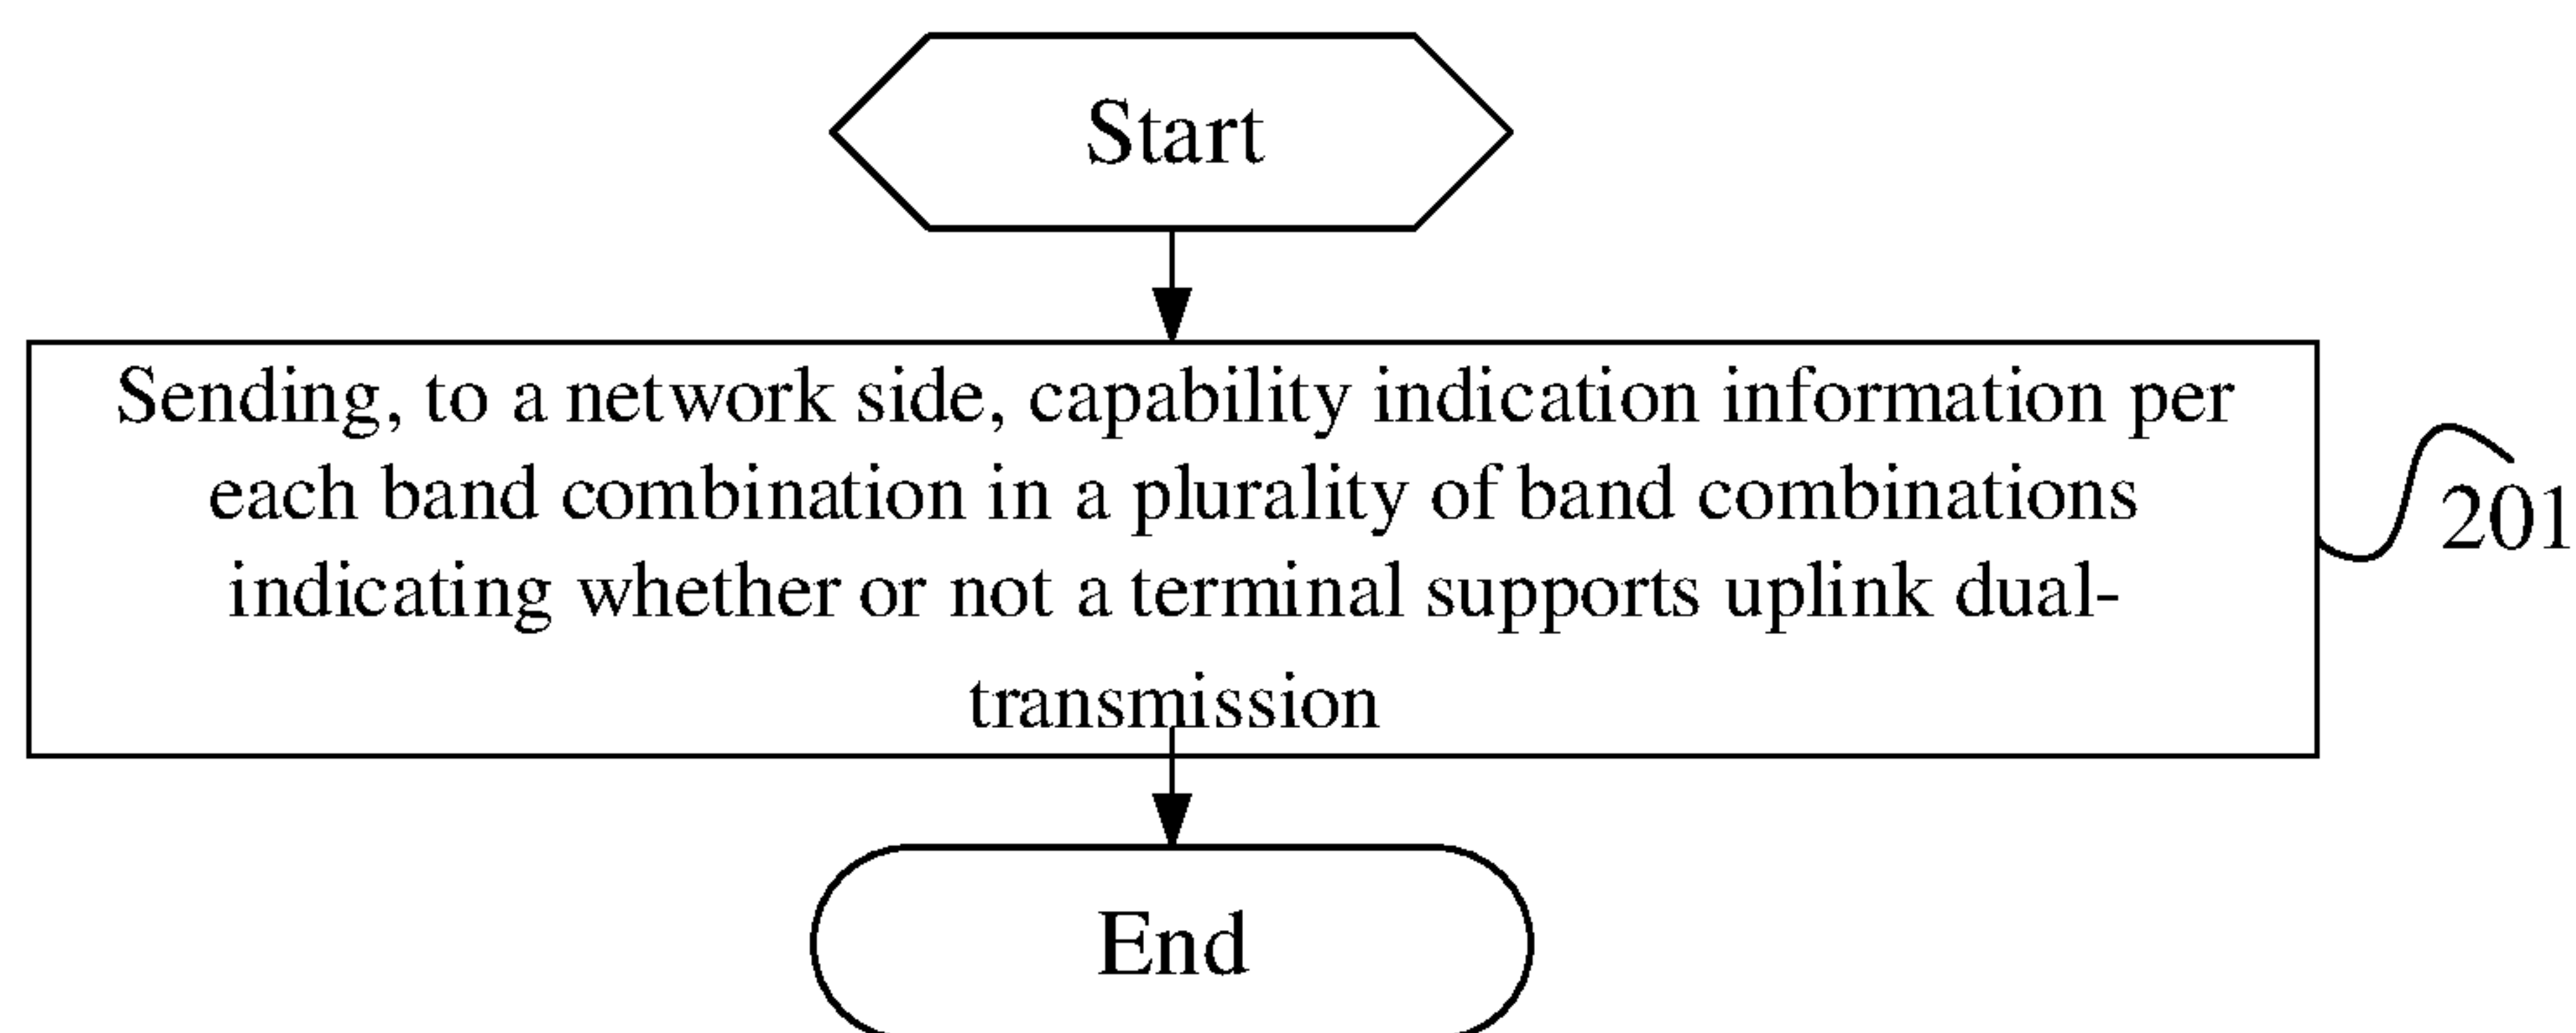 Start
Sending, to a network side, capability indication information per
each band combination in a plurality of band combinations
indicating whether or not a terminal supports uplink dual-
transmission
201
End